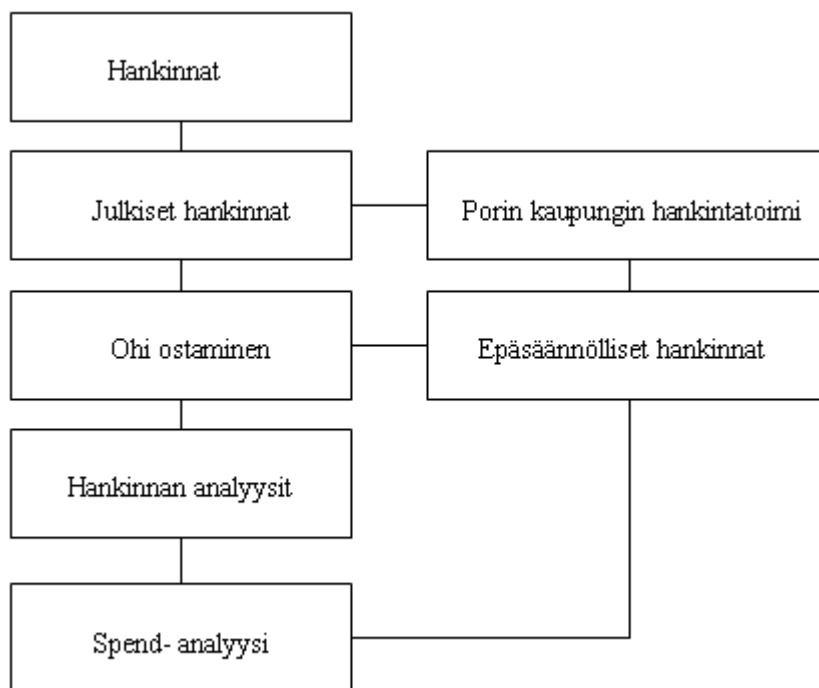 Hankinnat
Julkiset hankinnat
Porin kaupungin hankintatoimi
Ohi ostaminen
Epäsäännölliset hankinnat
Hankinnan analyysit
Spend- analyysi